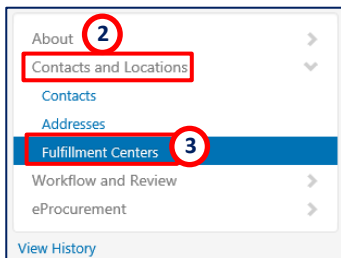 About 2
Contacts and Locations
Contacts
Addresses
Fulfillment Centers 3
Workflow and Review
eProcurement
View History